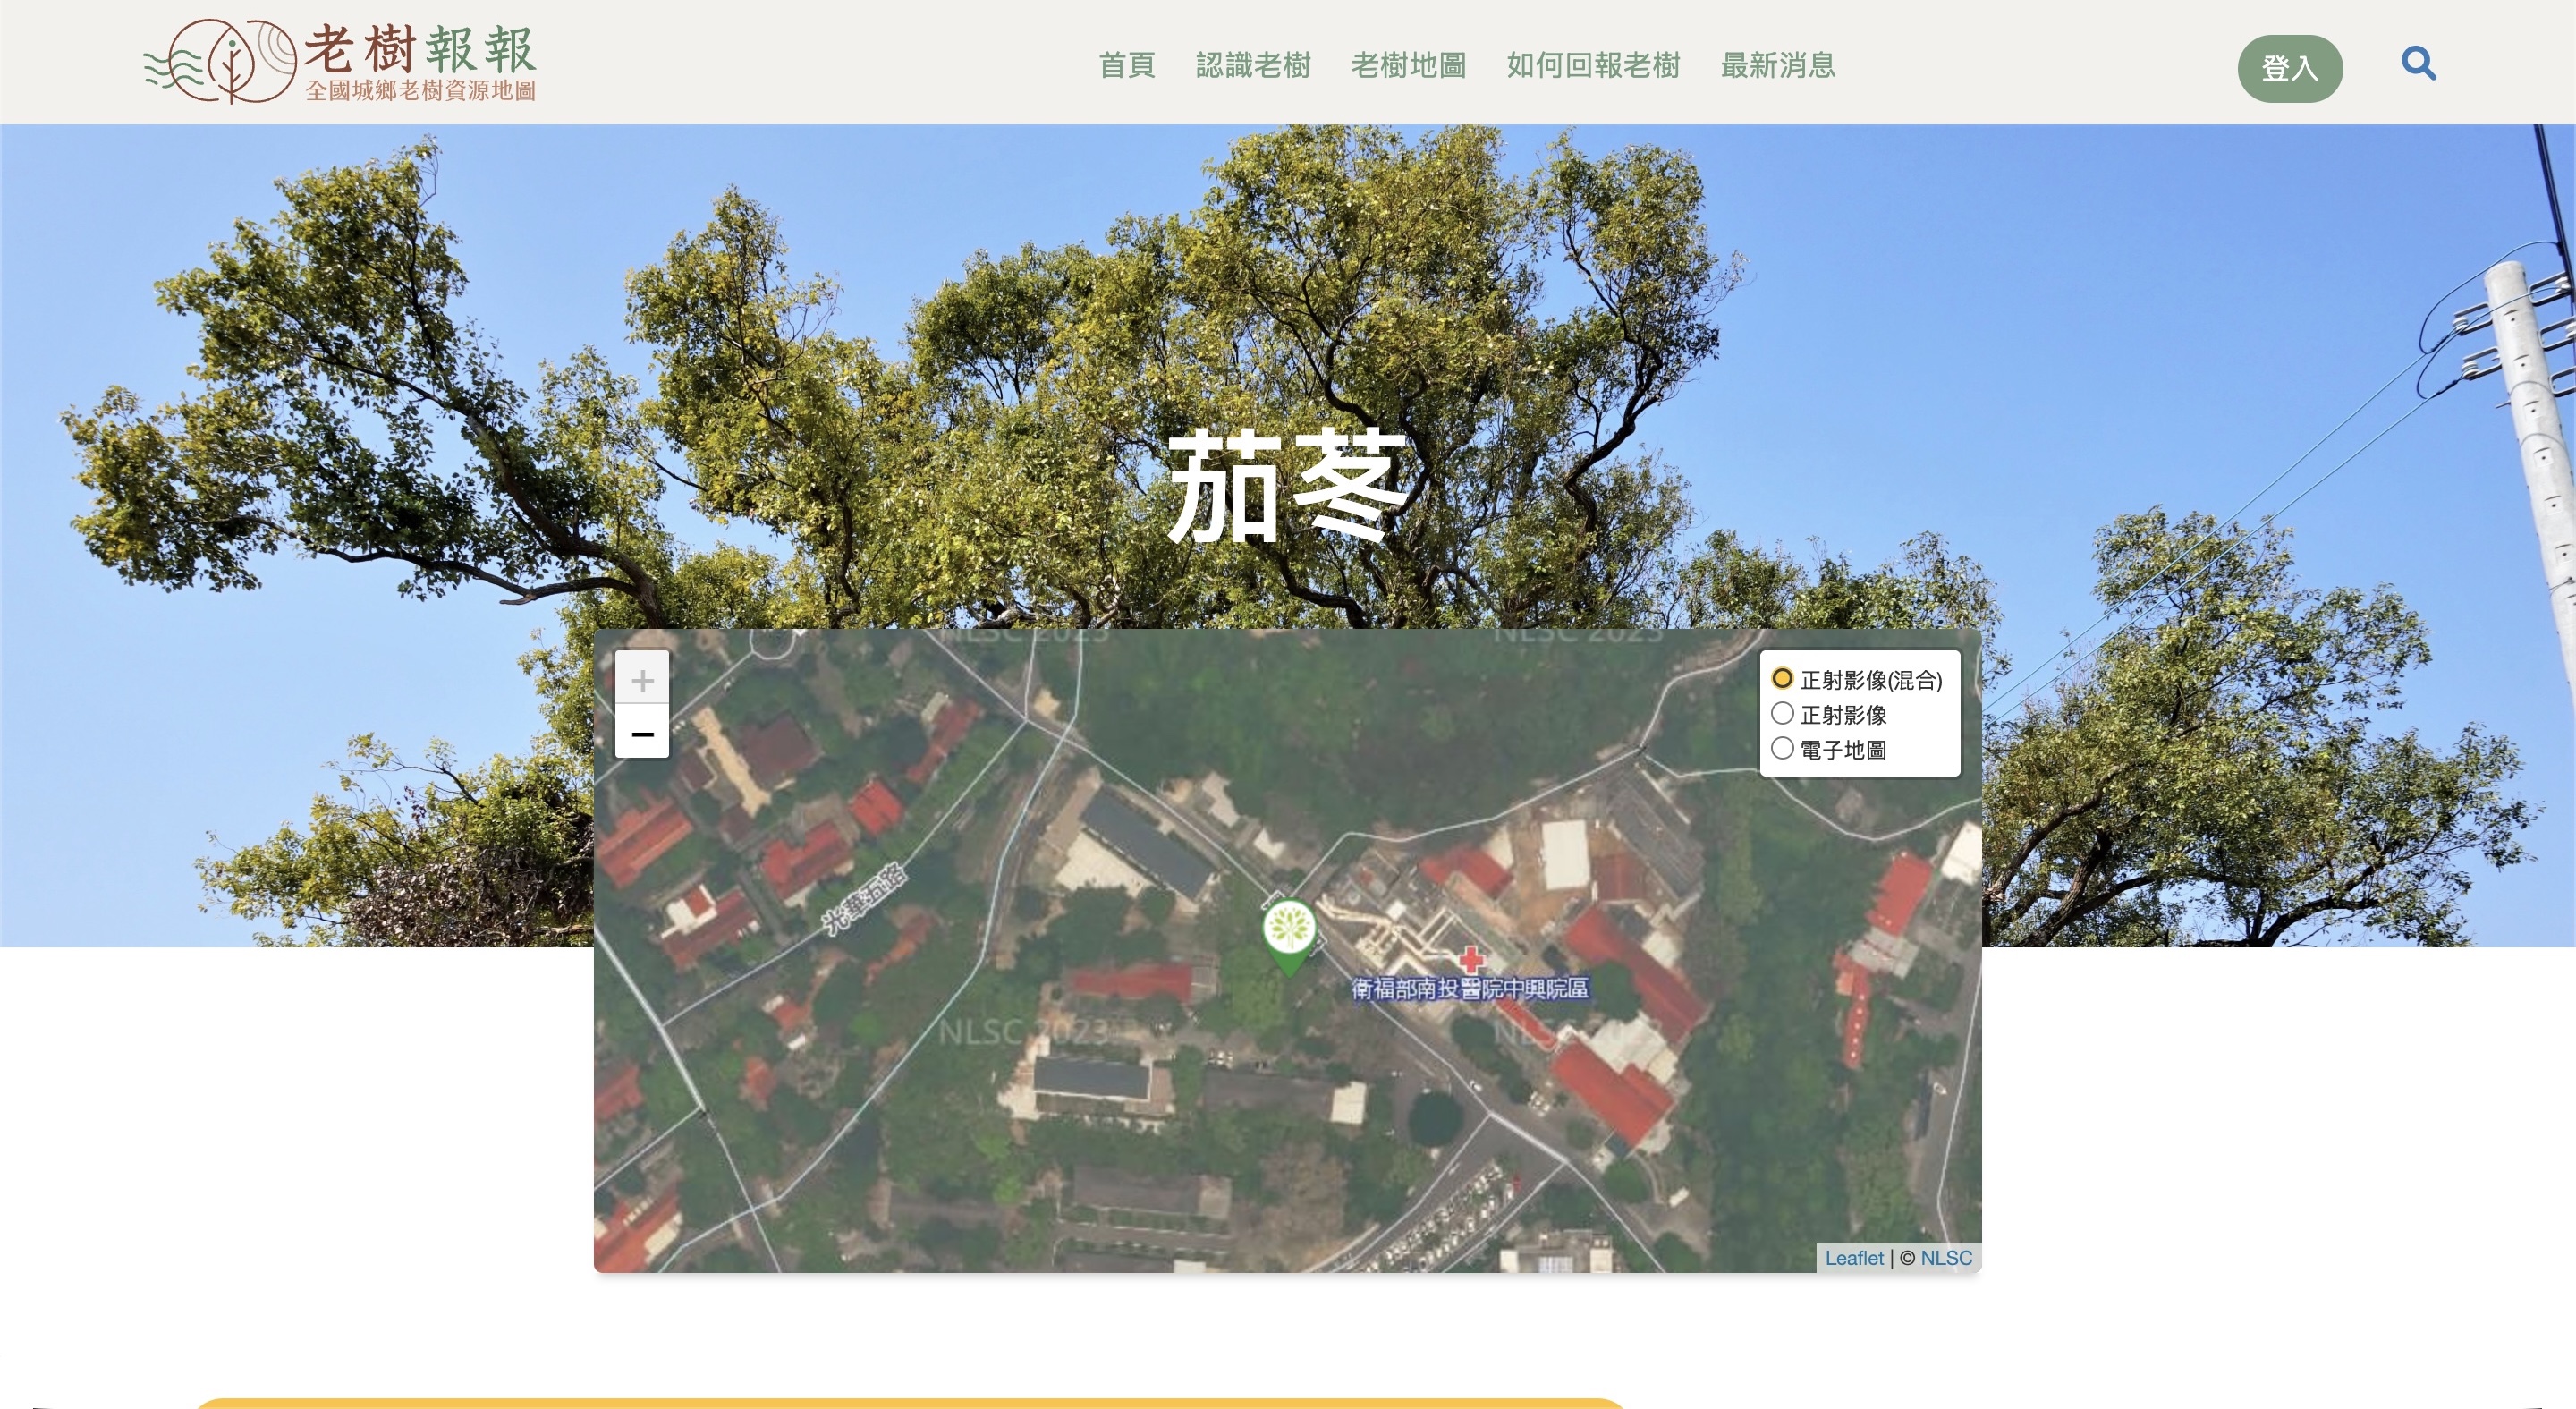 老樹報報
全國城鄉老樹資源地圖
首頁 認識老樹 老樹地圖 如何回報老樹 最新消息
登入
茄苳
NLSC 2023 NLSC 2023
+
−
正射影像(混合)
正射影像
電子地圖
光華五路
衛福部南投醫院中興院區
NLSC 2023 NLSC 2023
Leaflet | © NLSC